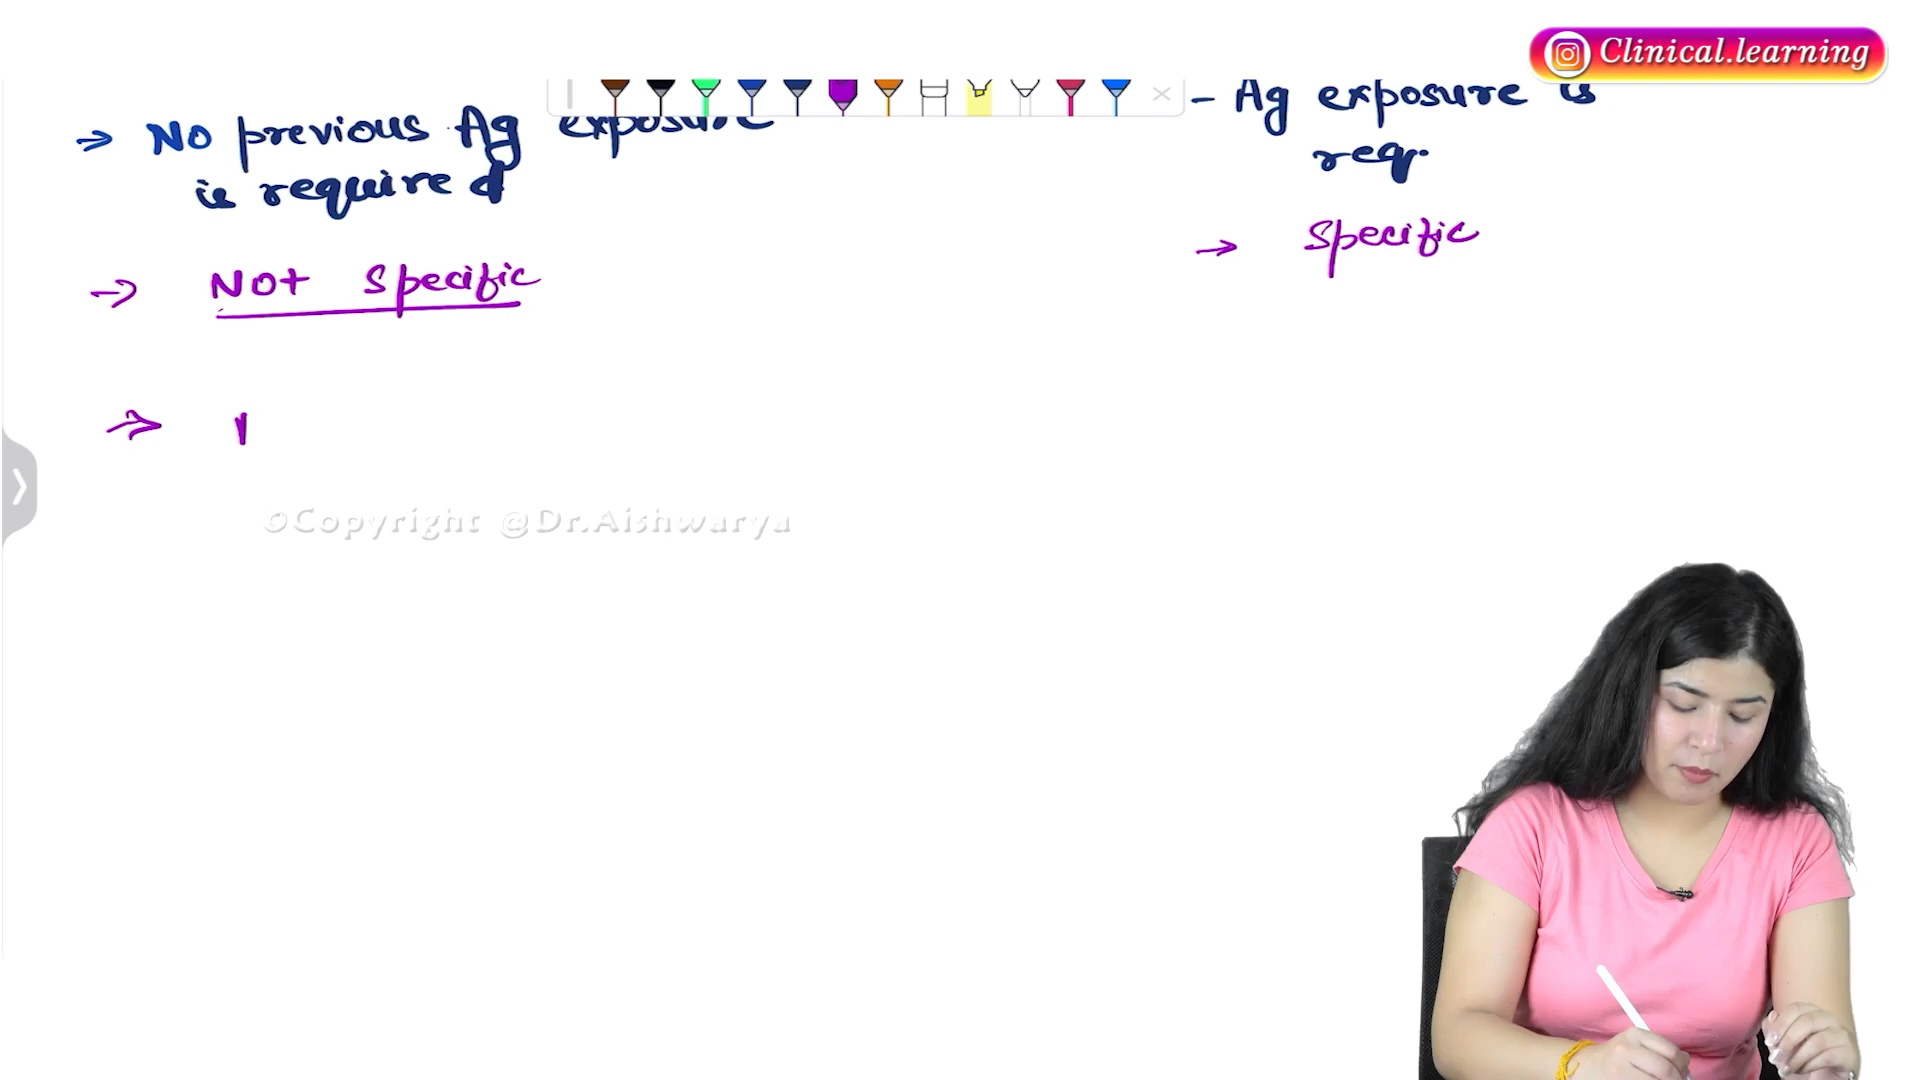 Clinical.learning
→ No previous Ag exposure
is required
- Ag exposure is
req.
→ Not Specific
→ Specific
→
©Copyright @Dr.Aishwarya